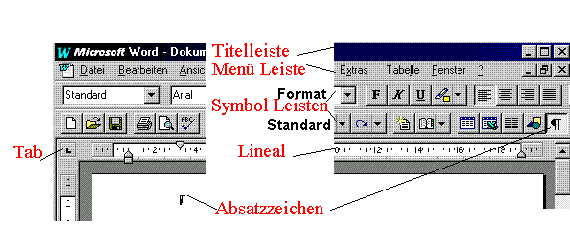 Microsoft Word - Dokum Titelleiste
Datei Bearbeiten Ansic Menü Leiste Extras Tabelle Fenster ?
Standard Aral Format F K U
Symbol Leisten
Standard
Tab Lineal
Absatzzeichen